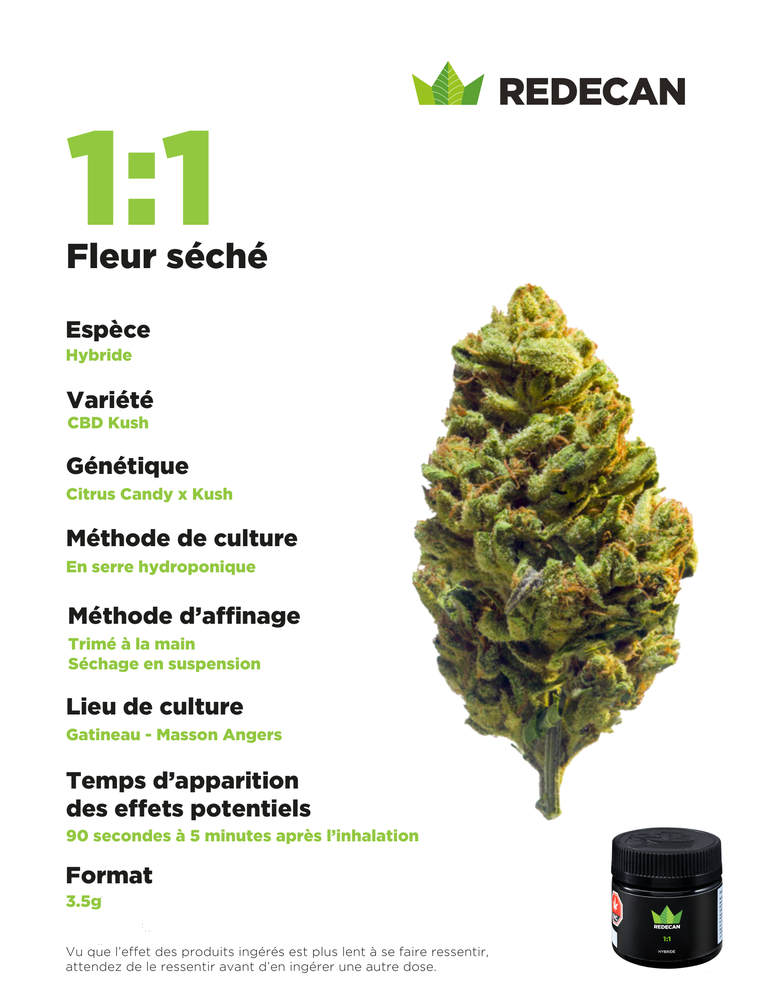 REDECAN
1:1
Fleur séché
Espèce
Hybride
Variété
CBD Kush
Génétique
Citrus Candy x Kush
Méthode de culture
En serre hydroponique
Méthode d’affinage
Trimé à la main
Séchage en suspension
Lieu de culture
Gatineau - Masson Angers
Temps d’apparition
des effets potentiels
90 secondes à 5 minutes après l’inhalation
Format
3.5g
REDECAN
1:1
HYBRIDE
Vu que l’effet des produits ingérés est plus lent à se faire ressentir,
attendez de le ressentir avant d’en ingérer une autre dose.